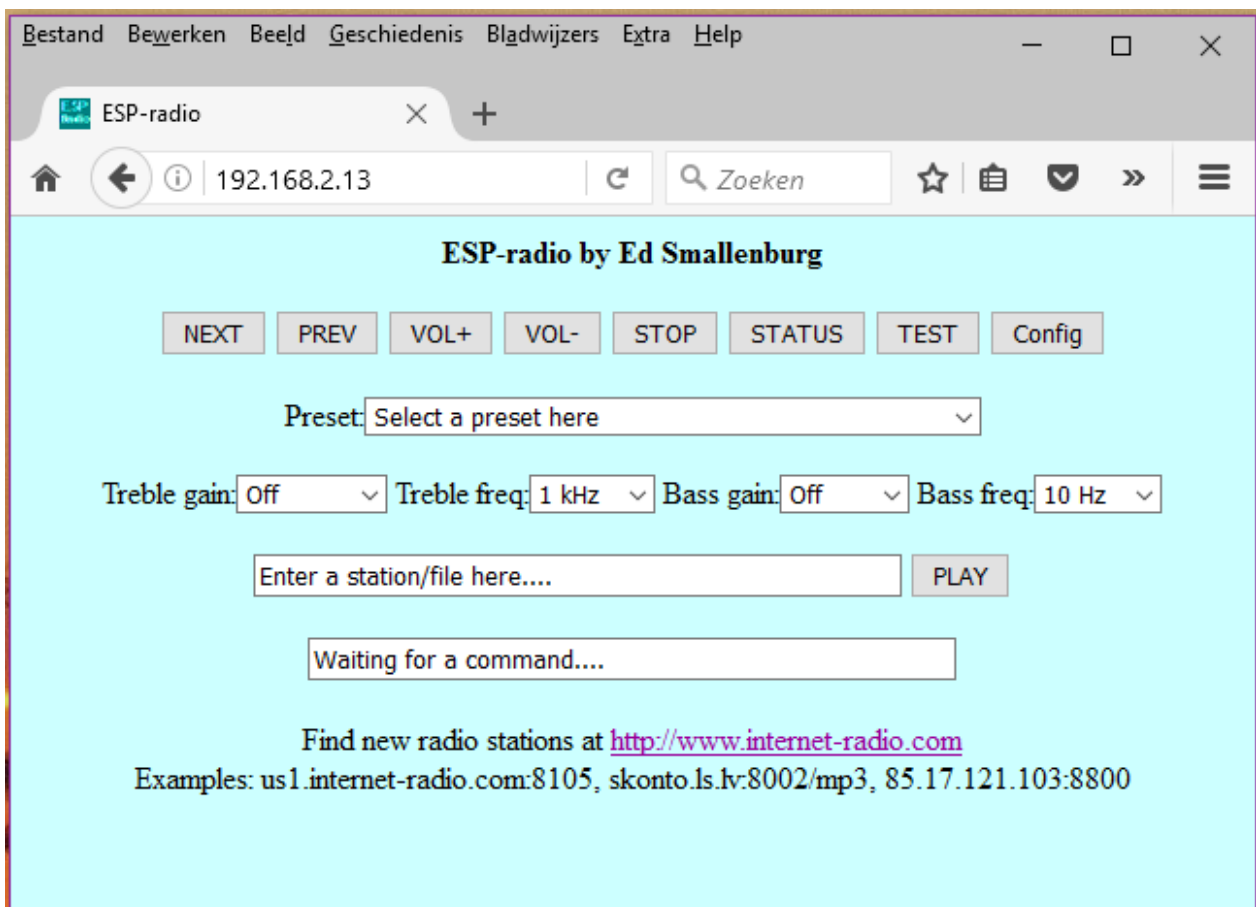 Bestand Bewerken Beeld Geschiedenis Bladwijzers Extra Help
ESP Radio ESP-radio
192.168.2.13 Zoeken
ESP-radio by Ed Smallenburg
NEXT PREV VOL+ VOL- STOP STATUS TEST Config
Preset: Select a preset here
Treble gain: Off Treble freq: 1 kHz Bass gain: Off Bass freq: 10 Hz
Enter a station/file here.... PLAY
Waiting for a command....
Find new radio stations at http://www.internet-radio.com
Examples: us1.internet-radio.com:8105, skonto.ls.lv:8002/mp3, 85.17.121.103:8800